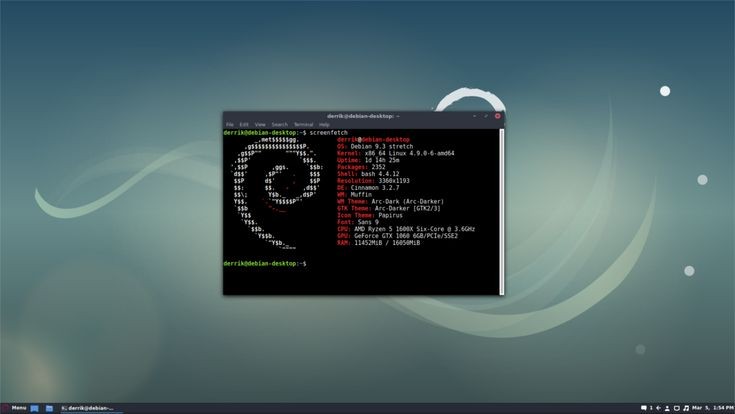 derrik@debian-desktop: ~
File Edit View Search Terminal Help
derrik@debian-desktop:~$ screenfetch
derrik@debian-desktop
OS: Debian 9.3 stretch
Kernel: x86_64 Linux 4.9.0-6-amd64
Uptime: 1d 14h 25m
Packages: 2352
Shell: bash 4.4.12
Resolution: 3360x1193
DE: Cinnamon 3.2.7
WM: Muffin
WM Theme: Arc-Dark (Arc-Darker)
GTK Theme: Arc-Darker [GTK2/3]
Icon Theme: Papirus
Font: Sans 9
CPU: AMD Ryzen 5 1600X Six-Core @ 3.6GHz
GPU: GeForce GTX 1060 6GB/PCIe/SSE2
RAM: 11452MiB / 16050MiB
derrik@debian-desktop:~$
Menu derrik@debian-... 1 Mar 5, 1:54 PM